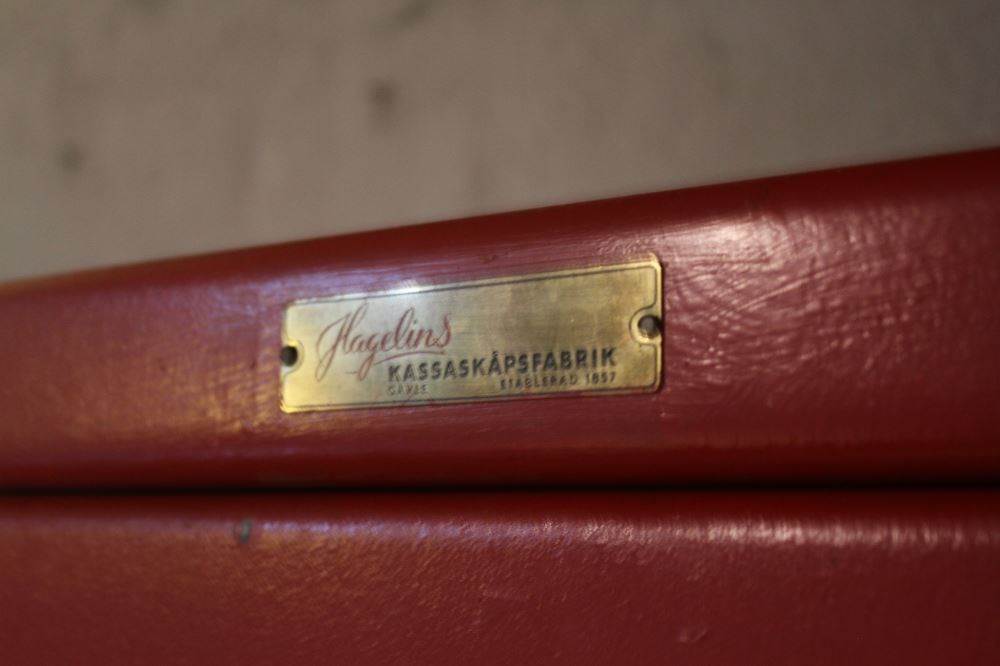 Hagelins
KASSASKÅPSFABRIK
GÄVLE ETABLERAD 1857